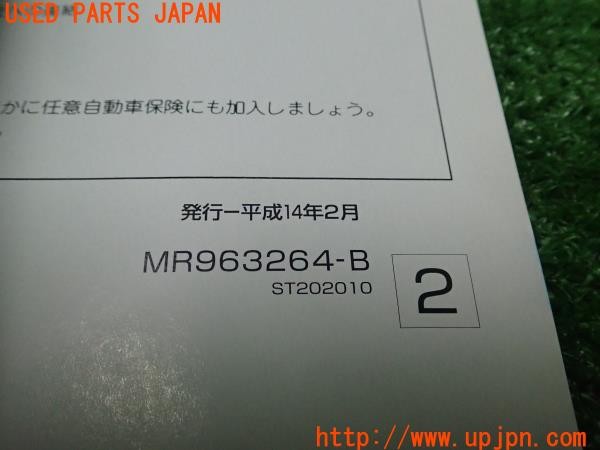 USED PARTS JAPAN
かに任意自動車保険にも加入しましょう。
発行ー平成14年2月
MR963264-B
ST202010
2
http://www.upjpn.com/